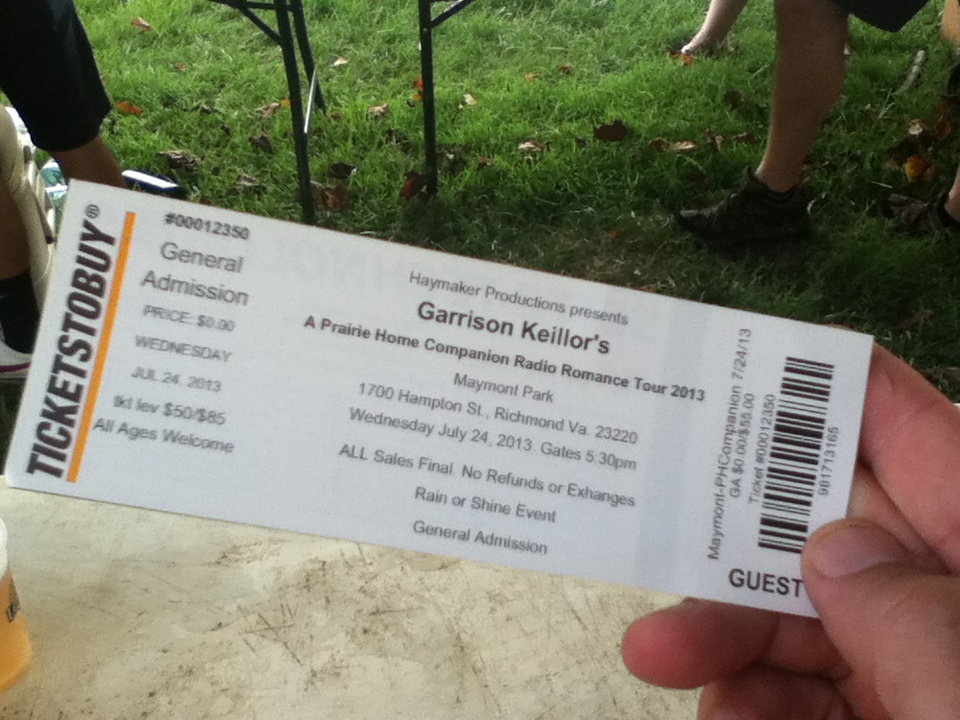 TICKETSTOBUY®
#00012350
General
Admission
PRICE: $0.00
WEDNESDAY
JUL 24, 2013
tkt lev $50/$85
All Ages Welcome
Haymaker Productions presents
Garrison Keillor's
A Prairie Home Companion Radio Romance Tour 2013
Maymont Park
1700 Hampton St., Richmond Va. 23220
Wednesday July 24, 2013. Gates 5:30pm
ALL Sales Final. No Refunds or Exhanges
Rain or Shine Event
General Admission
Maymont-PHCompanion 7/24/13
GA $0.00/$55.00
Ticket #00012350
981713165
GUEST